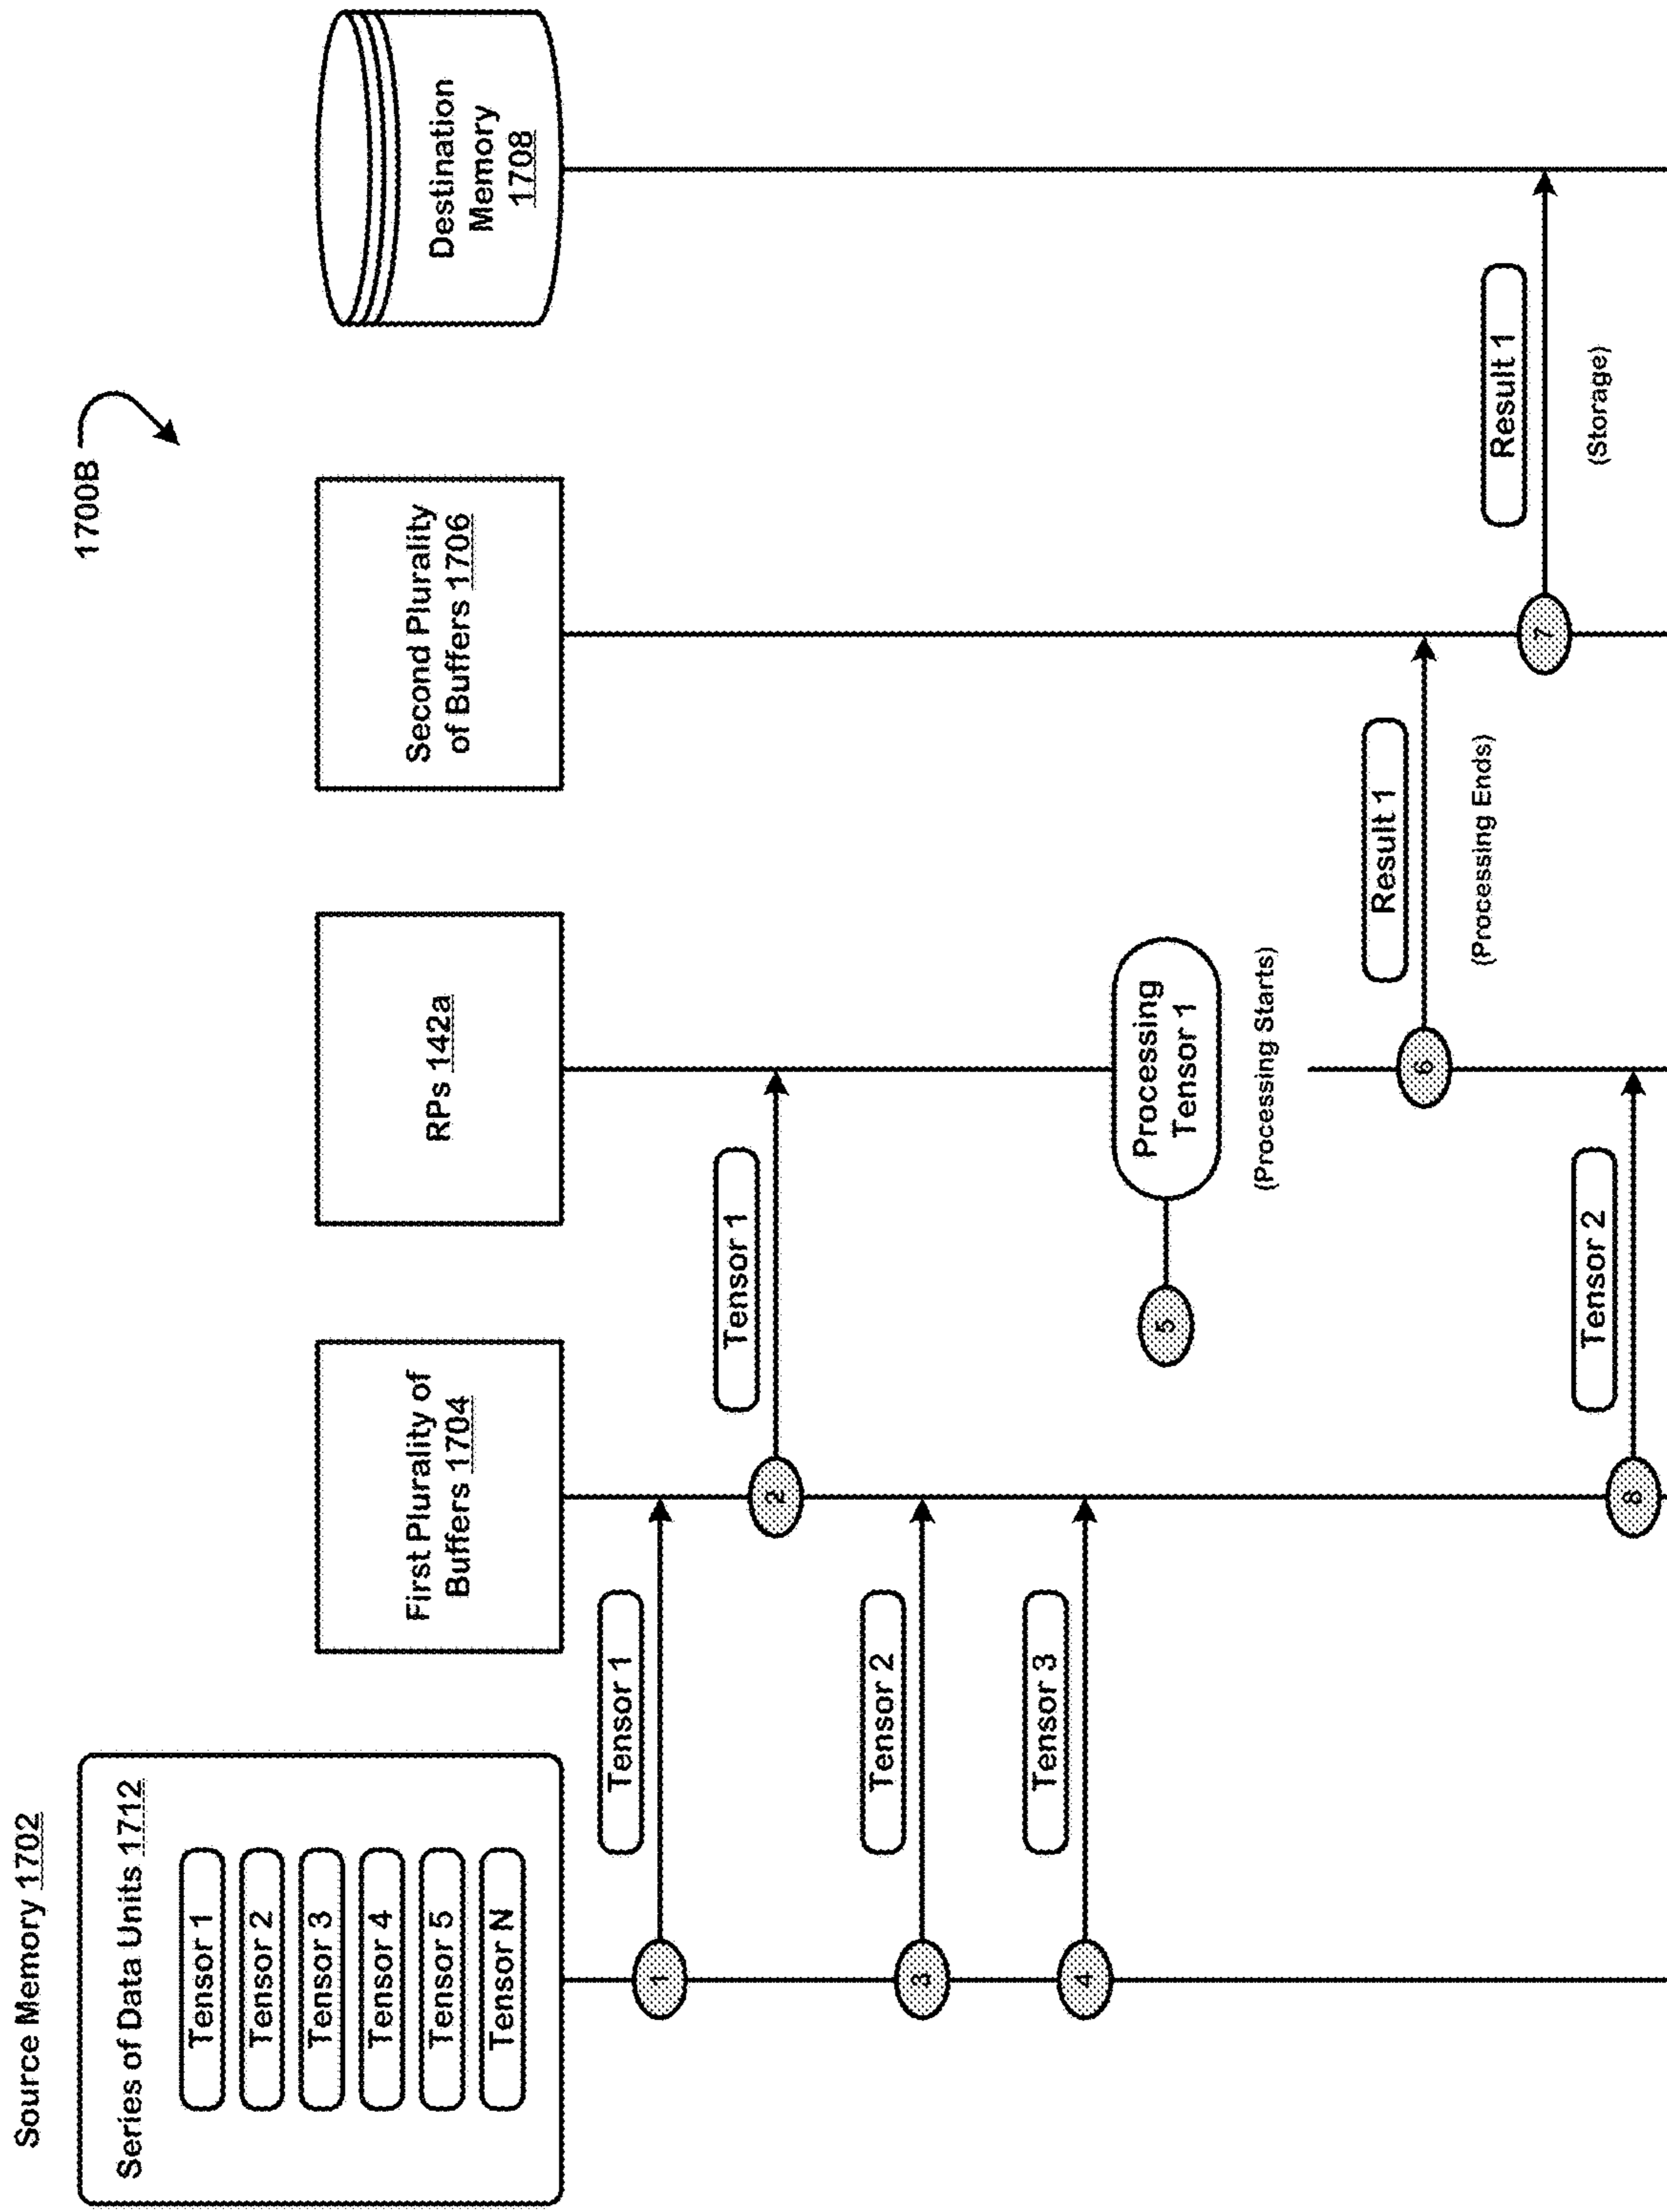 1700B
Source Memory 1702
Series of Data Units 1712
Tensor 1
Tensor 2
Tensor 3
Tensor 4
Tensor 5
Tensor N
First Plurality of
Buffers 1704
RPs 142a
Second Plurality
of Buffers 1706
Destination
Memory
1708
1
Tensor 1
2
Tensor 1
3
Tensor 2
4
Tensor 3
5
Processing
Tensor 1
(Processing Starts)
6
Result 1
(Processing Ends)
7
Result 1
(Storage)
8
Tensor 2